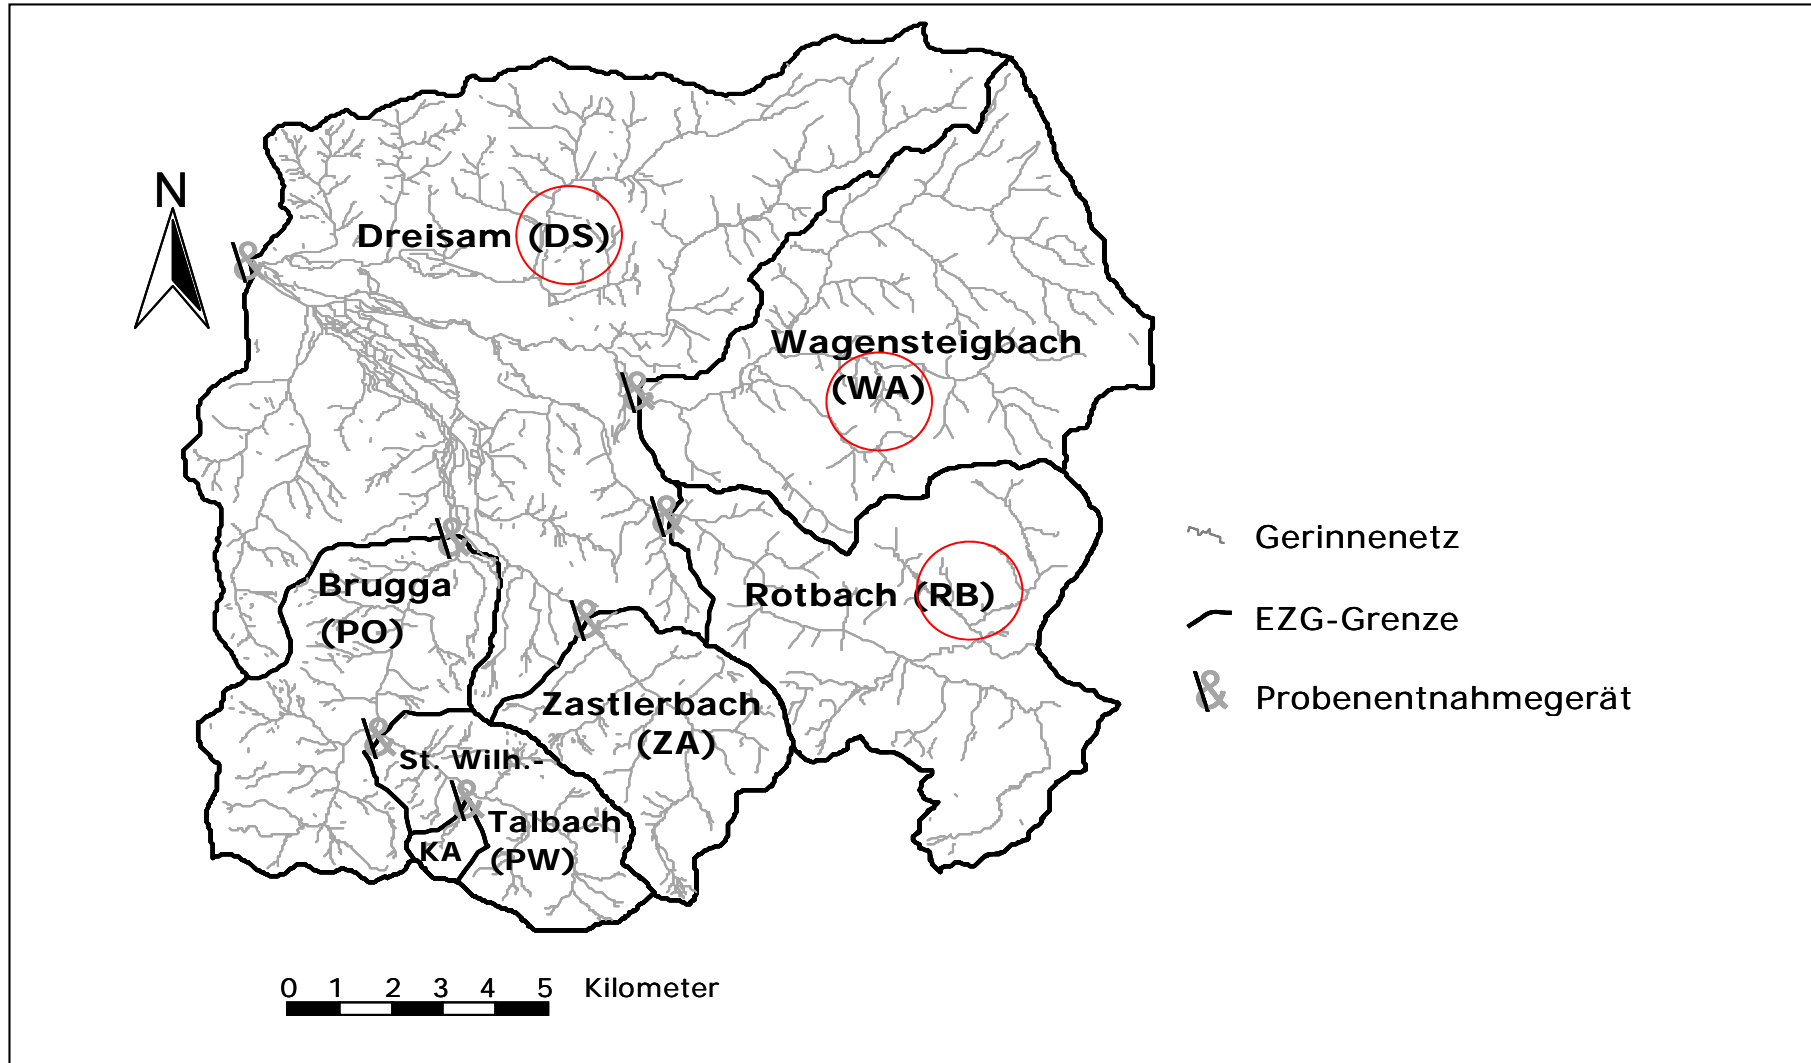 N
Dreisam (DS)
Wagensteigbach
(WA)
Brugga
(PO)
Rotbach (RB)
Zastlerbach
(ZA)
St. Wilh.-
Talbach
(PW)
KA
Gerinnenetz
EZG-Grenze
Probenentnahmegerät
0 1 2 3 4 5 Kilometer